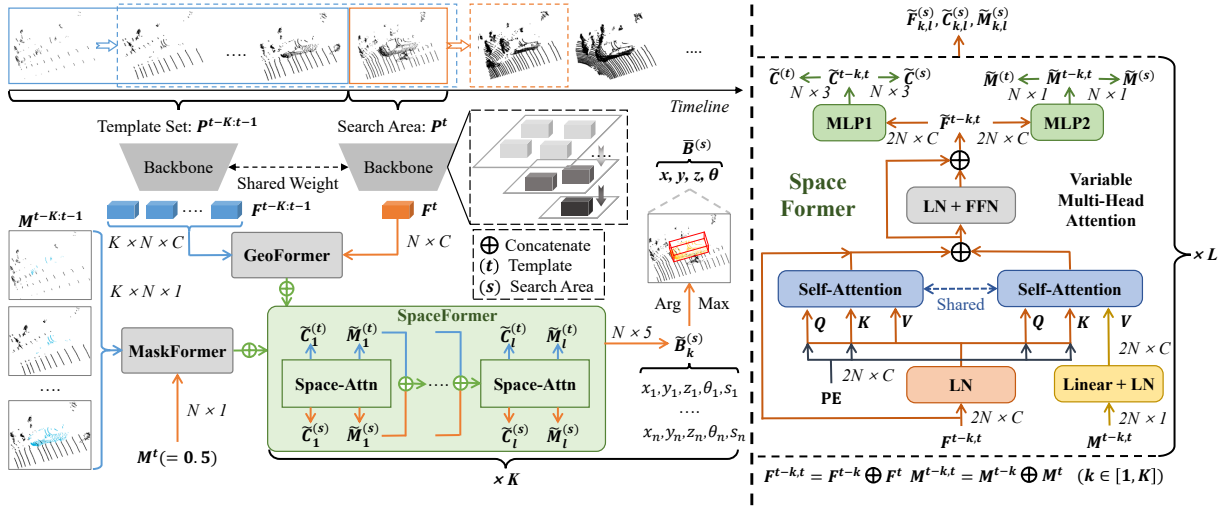 ....
....
Timeline
Template Set: P^{t-K:t-1}
Search Area: P^t
Backbone
Backbone
Shared Weight
....
F^{t-K:t-1}
F^t
M^{t-K:t-1}
K × N × C
N × C
GeoFormer
K × N × 1
MaskFormer
....
N × 1
M^t(= 0.5)
....
⊕ Concatenate
(t) Template
(s) Search Area
SpaceFormer
C̃_1^{(t)} M̃_1^{(t)}
C̃_l^{(t)} M̃_l^{(t)}
Space-Attn
....
Space-Attn
C̃_1^{(s)} M̃_1^{(s)}
C̃_l^{(s)} M̃_l^{(s)}
× K
N × 5
B̃^{(s)}
x, y, z, θ
Arg Max
B̃_k^{(s)}
x_1, y_1, z_1, θ_1, s_1
....
x_n, y_n, z_n, θ_n, s_n
F̃_{k,l}^{(s)}, C̃_{k,l}^{(s)}, M̃_{k,l}^{(s)}
C̃^{(t)} C̃^{t-k,t} C̃^{(s)}
N × 3 N × 3
M̃^{(t)} M̃^{t-k,t} M̃^{(s)}
N × 1 N × 1
MLP1
F̃^{t-k,t}
MLP2
2N × C 2N × C
Space
Former
LN + FFN
Variable
Multi-Head
Attention
Self-Attention
Shared
Self-Attention
Q K V
Q K V
2N × C
PE
2N × C
LN
Linear + LN
2N × C
2N × 1
F^{t-k,t}
M^{t-k,t}
× L
F^{t-k,t} = F^{t-k} ⊕ F^t M^{t-k,t} = M^{t-k} ⊕ M^t (k ∈ [1, K])